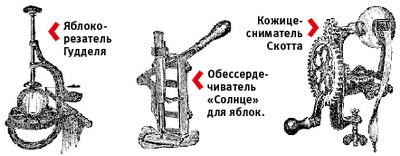 Яблоко-
резатель
Гудделя
Обессерде-
чиватель
«Солнце»
для яблок.
Кожице-
сниматель
Скотта